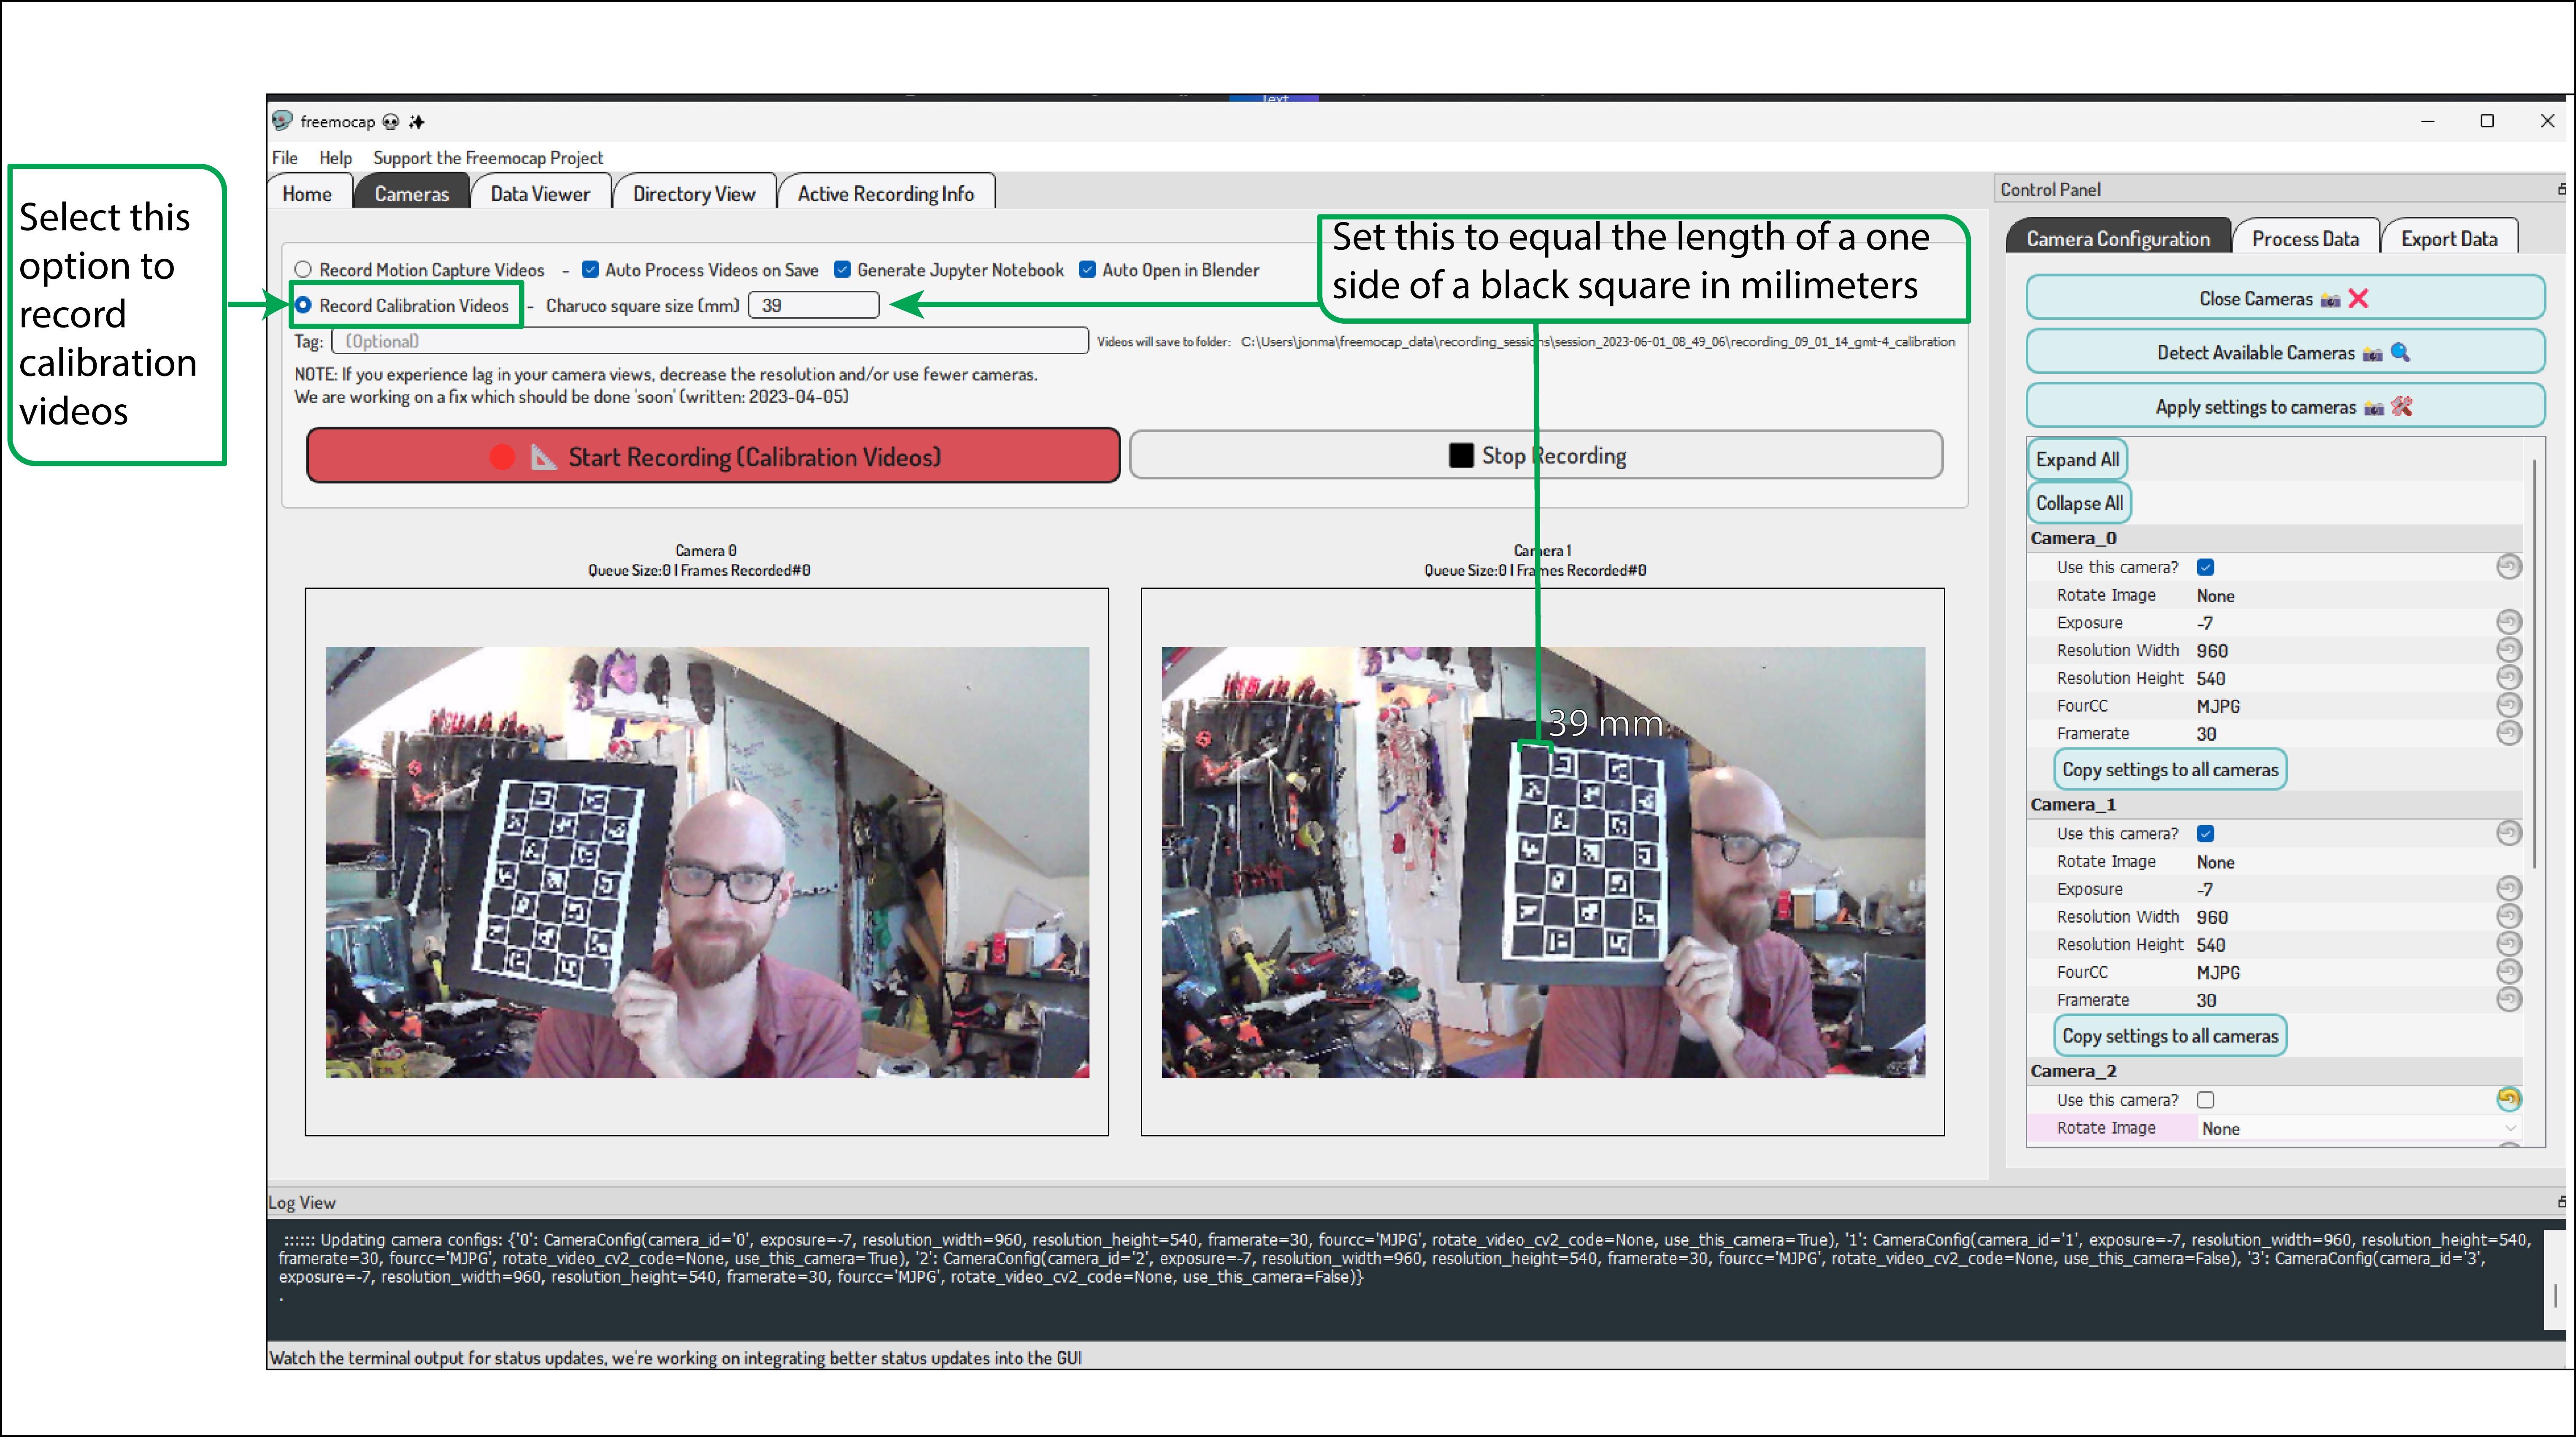 Text
freemocap
File Help Support the Freemocap Project
Home Cameras Data Viewer Directory View Active Recording Info
Select this
option to
record
calibration
videos
Set this to equal the length of a one
side of a black square in milimeters
Record Motion Capture Videos - Auto Process Videos on Save Generate Jupyter Notebook Auto Open in Blender
Record Calibration Videos - Charuco square size (mm) 39
Tag: (Optional) Videos will save to folder: C:\Users\jonma\freemocap_data\recording_sessions\session_2023-06-01_08_49_06\recording_09_01_14_gmt-4_calibration
NOTE: If you experience lag in your camera views, decrease the resolution and/or use fewer cameras.
We are working on a fix which should be done 'soon' (written: 2023-04-05)
Start Recording (Calibration Videos) Stop Recording
Camera 0
Queue Size:0 | Frames Recorded#0
Camera 1
Queue Size:0 | Frames Recorded#0
39 mm
Control Panel
Camera Configuration Process Data Export Data
Close Cameras
Detect Available Cameras
Apply settings to cameras
Expand All
Collapse All
Camera_0
Use this camera?
Rotate Image None
Exposure -7
Resolution Width 960
Resolution Height 540
FourCC MJPG
Framerate 30
Copy settings to all cameras
Camera_1
Use this camera?
Rotate Image None
Exposure -7
Resolution Width 960
Resolution Height 540
FourCC MJPG
Framerate 30
Copy settings to all cameras
Camera_2
Use this camera?
Rotate Image None
Log View
:::::: Updating camera configs: {'0': CameraConfig(camera_id='0', exposure=-7, resolution_width=960, resolution_height=540, framerate=30, fourcc='MJPG', rotate_video_cv2_code=None, use_this_camera=True), '1': CameraConfig(camera_id='1', exposure=-7, resolution_width=960, resolution_height=540,
framerate=30, fourcc='MJPG', rotate_video_cv2_code=None, use_this_camera=True), '2': CameraConfig(camera_id='2', exposure=-7, resolution_width=960, resolution_height=540, framerate=30, fourcc='MJPG', rotate_video_cv2_code=None, use_this_camera=False), '3': CameraConfig(camera_id='3',
exposure=-7, resolution_width=960, resolution_height=540, framerate=30, fourcc='MJPG', rotate_video_cv2_code=None, use_this_camera=False)}
.
Watch the terminal output for status updates, we're working on integrating better status updates into the GUI